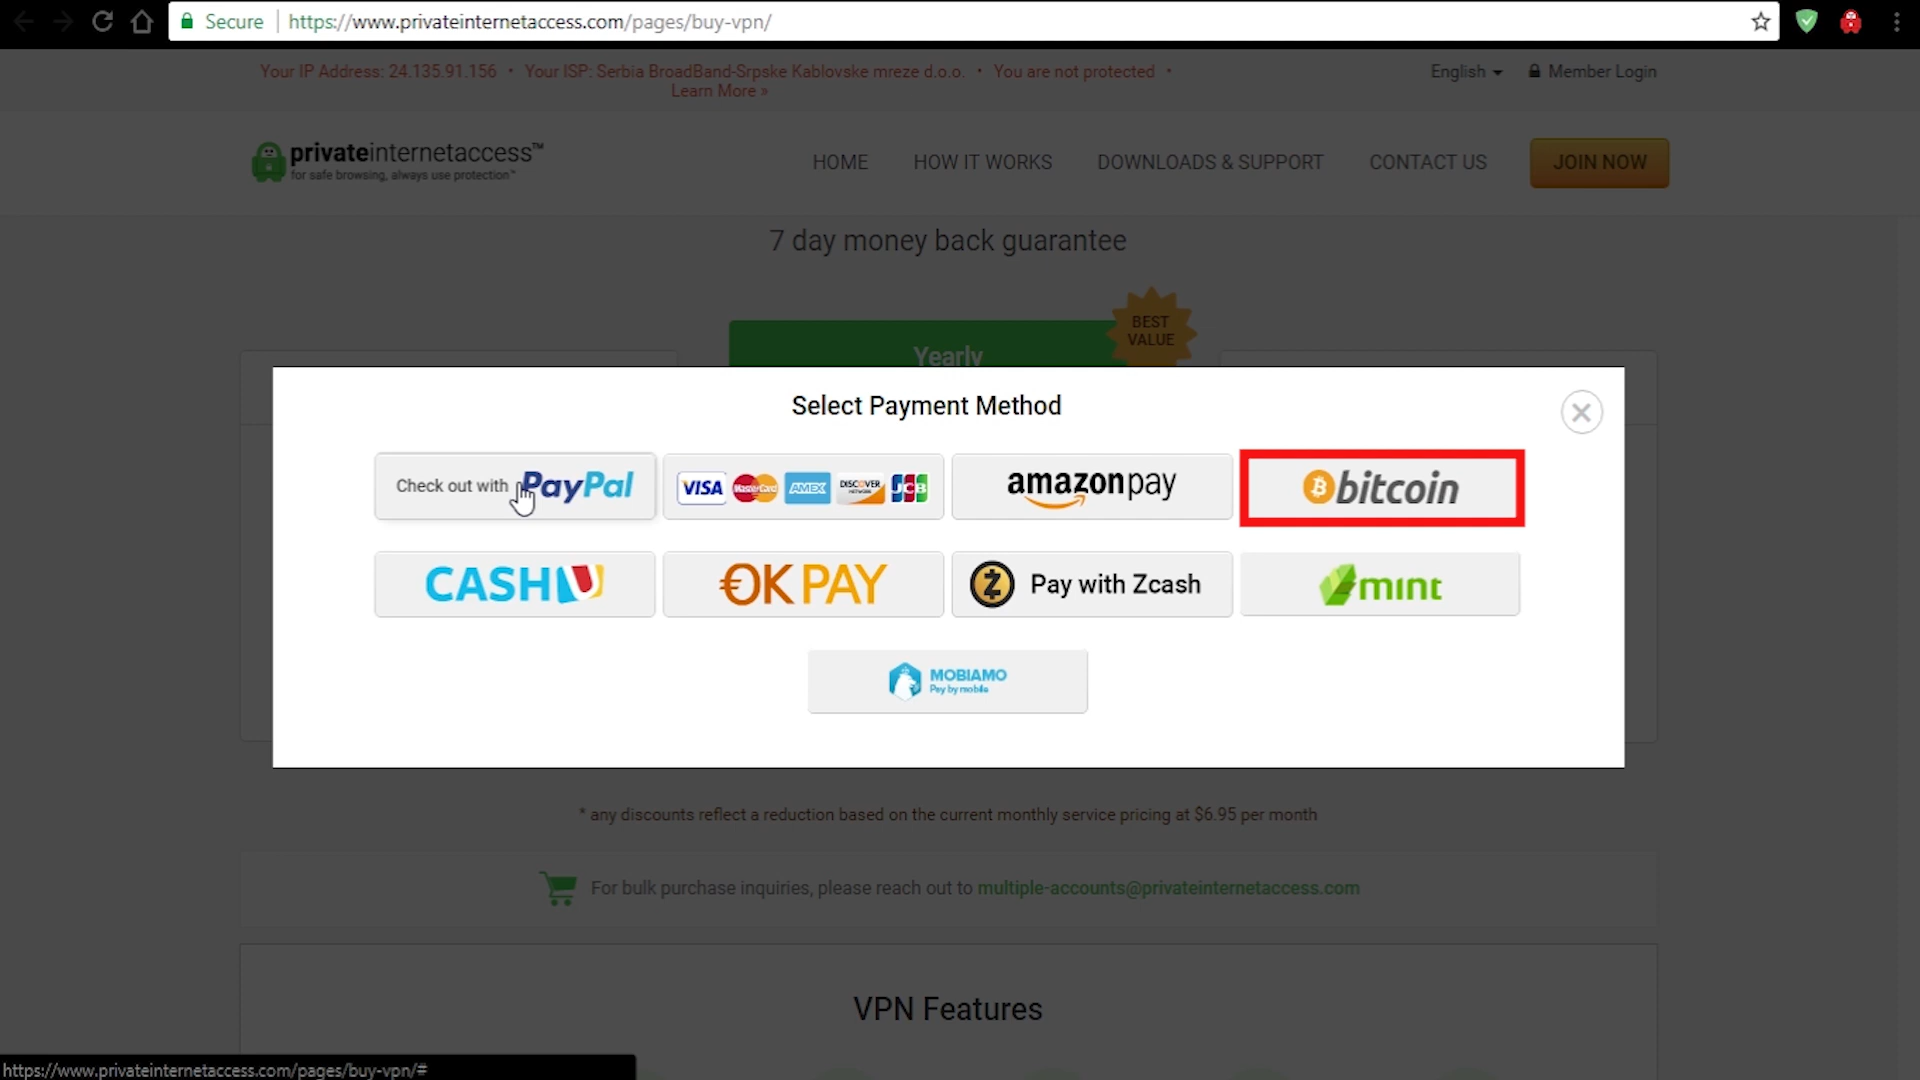 Secure https://www.privateinternetaccess.com/pages/buy-vpn/
Your IP Address: 24.135.91.156 • Your ISP: Serbia BroadBand-Srpske Kablovske mreze d.o.o. • You are not protected •
Learn More »
English
Member Login
privateinternetaccess™
for safe browsing, always use protection™
HOME
HOW IT WORKS
DOWNLOADS & SUPPORT
CONTACT US
JOIN NOW
7 day money back guarantee
BEST
VALUE
Yearly
Select Payment Method
Check out with PayPal
VISA MasterCard AMEX DISCOVER NETWORK JCB
amazonpay
bitcoin
CASHU
€OK PAY
Pay with Zcash
mint
MOBIAMO
Pay by mobile
* any discounts reflect a reduction based on the current monthly service pricing at $6.95 per month
For bulk purchase inquiries, please reach out to multiple-accounts@privateinternetaccess.com
VPN Features
https://www.privateinternetaccess.com/pages/buy-vpn/#